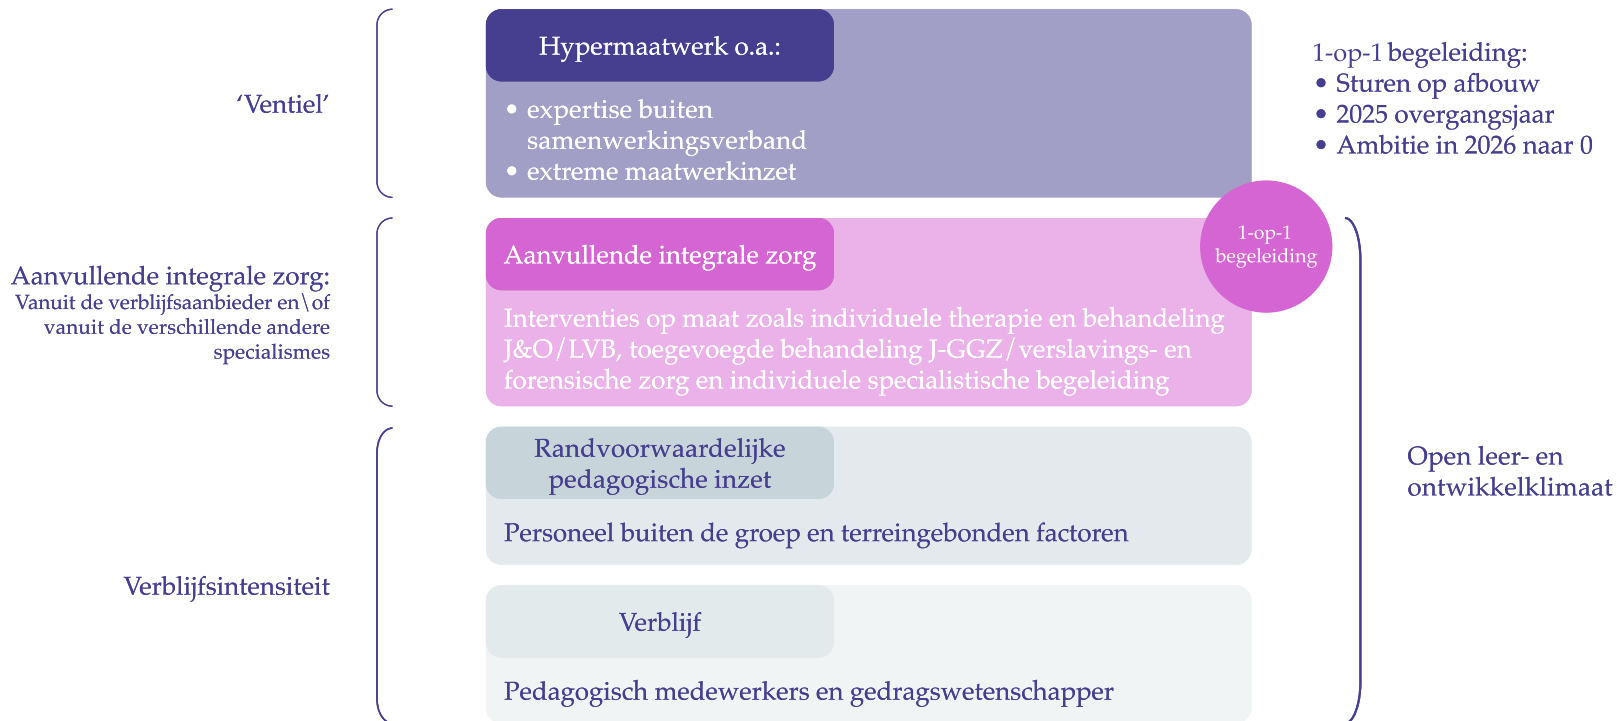 ‘Ventiel’
Hypermaatwerk o.a.:
• expertise buiten
samenwerkingsverband
• extreme maatwerkinzet
1-op-1 begeleiding:
• Sturen op afbouw
• 2025 overgangsjaar
• Ambitie in 2026 naar 0
Aanvullende integrale zorg:
Vanuit de verblijfsaanbieder en\of
vanuit de verschillende andere
specialismes
Aanvullende integrale zorg
Interventies op maat zoals individuele therapie en behandeling
J&O/LVB, toegevoegde behandeling J-GGZ/verslavings- en
forensische zorg en individuele specialistische begeleiding
1-op-1
begeleiding
Verblijfsintensiteit
Randvoorwaardelijke
pedagogische inzet
Personeel buiten de groep en terreingebonden factoren
Verblijf
Pedagogisch medewerkers en gedragswetenschapper
Open leer- en
ontwikkelklimaat